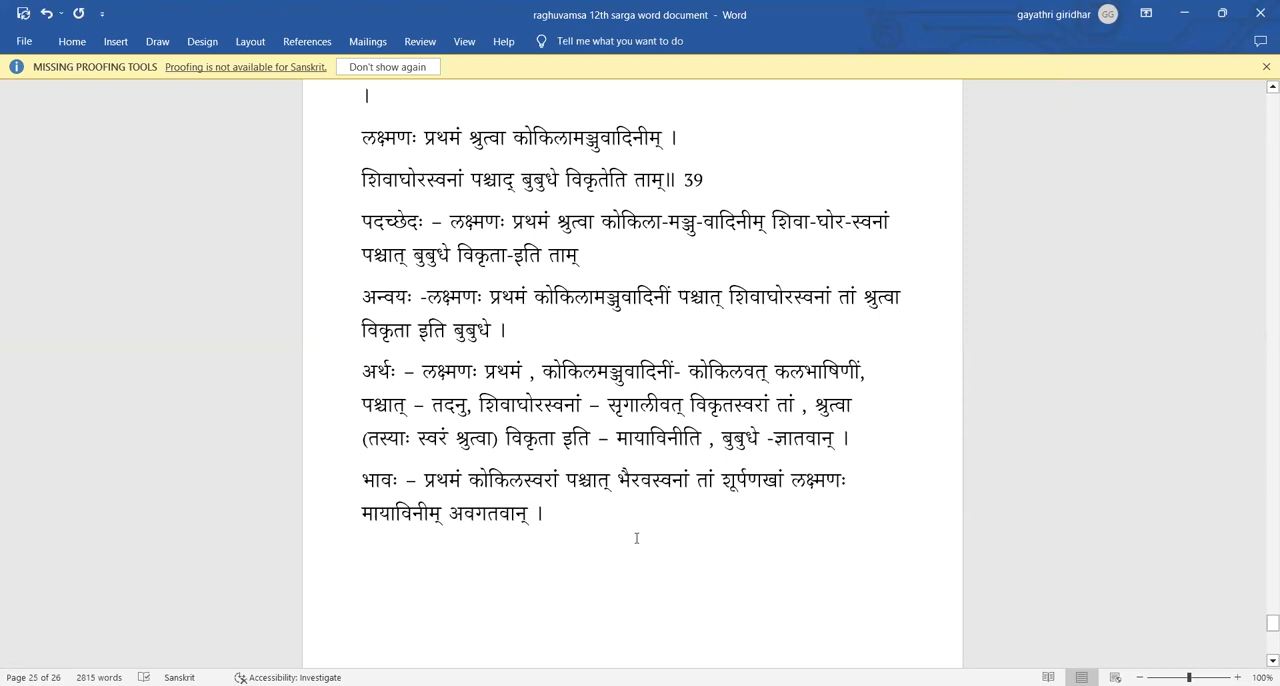 raghuvamsa 12th sarga word document - Word
gayathri giridhar GG
File Home Insert Draw Design Layout References Mailings Review View Help Tell me what you want to do
MISSING PROOFING TOOLS Proofing is not available for Sanskrit. Don't show again
।
लक्ष्मणः प्रथमं श्रुत्वा कोकिलामञ्जुवादिनीम् ।
शिवाघोरस्वनां पश्चाद् बुबुधे विकृतेति ताम्॥ 39
पदच्छेदः – लक्ष्मणः प्रथमं श्रुत्वा कोकिला-मञ्जु-वादिनीम् शिवा-घोर-स्वनां
पश्चात् बुबुधे विकृता-इति ताम्
अन्वयः -लक्ष्मणः प्रथमं कोकिलामञ्जुवादिनीं पश्चात् शिवाघोरस्वनां तां श्रुत्वा
विकृता इति बुबुधे ।
अर्थः – लक्ष्मणः प्रथमं , कोकिलमञ्जुवादिनीं- कोकिलवत् कलभाषिणीं,
पश्चात् – तदनु, शिवाघोरस्वनां – सृगालीवत् विकृतस्वरां तां , श्रुत्वा
(तस्याः स्वरं श्रुत्वा) विकृता इति – मायाविनीति , बुबुधे -ज्ञातवान् ।
भावः – प्रथमं कोकिलस्वरां पश्चात् भैरवस्वनां तां शूर्पणखां लक्ष्मणः
मायाविनीम् अवगतवान् ।
Page 25 of 26 2815 words Sanskrit Accessibility: Investigate 100%